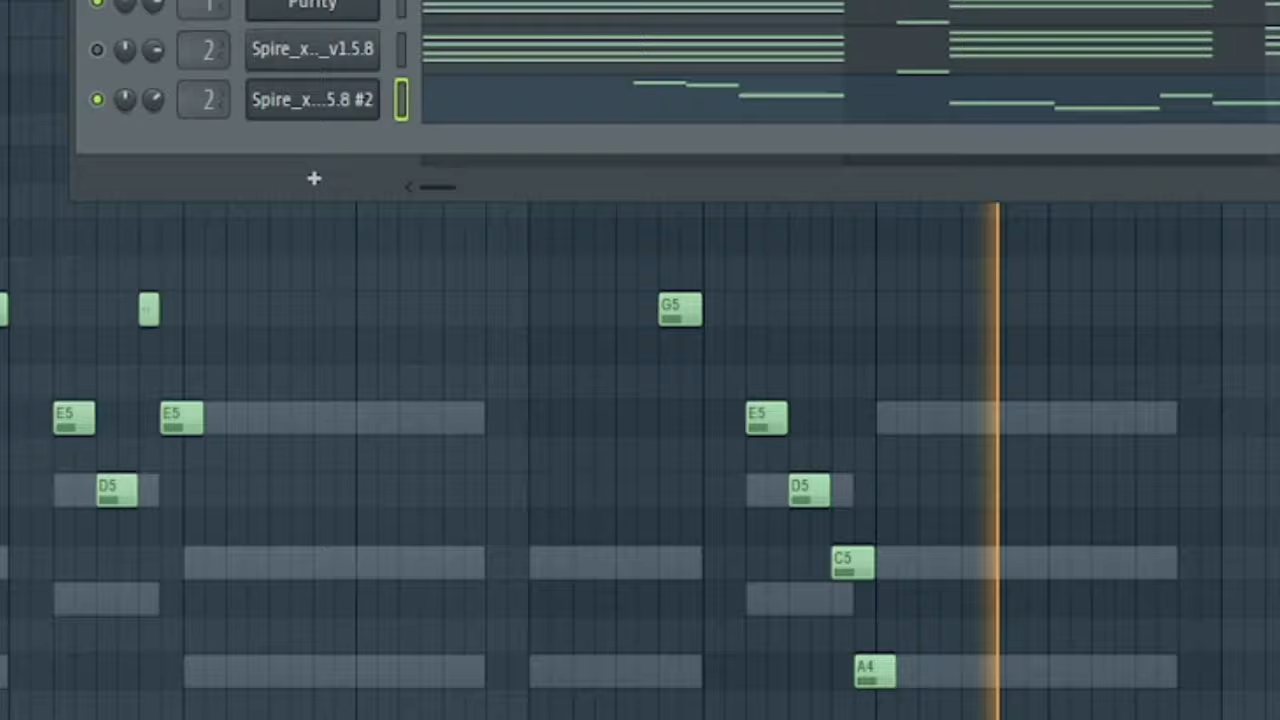 1 Purity
2 Spire_x.._v1.5.8
2 Spire_x...5.8 #2
G5
E5 E5 E5
D5 D5
C5
A4